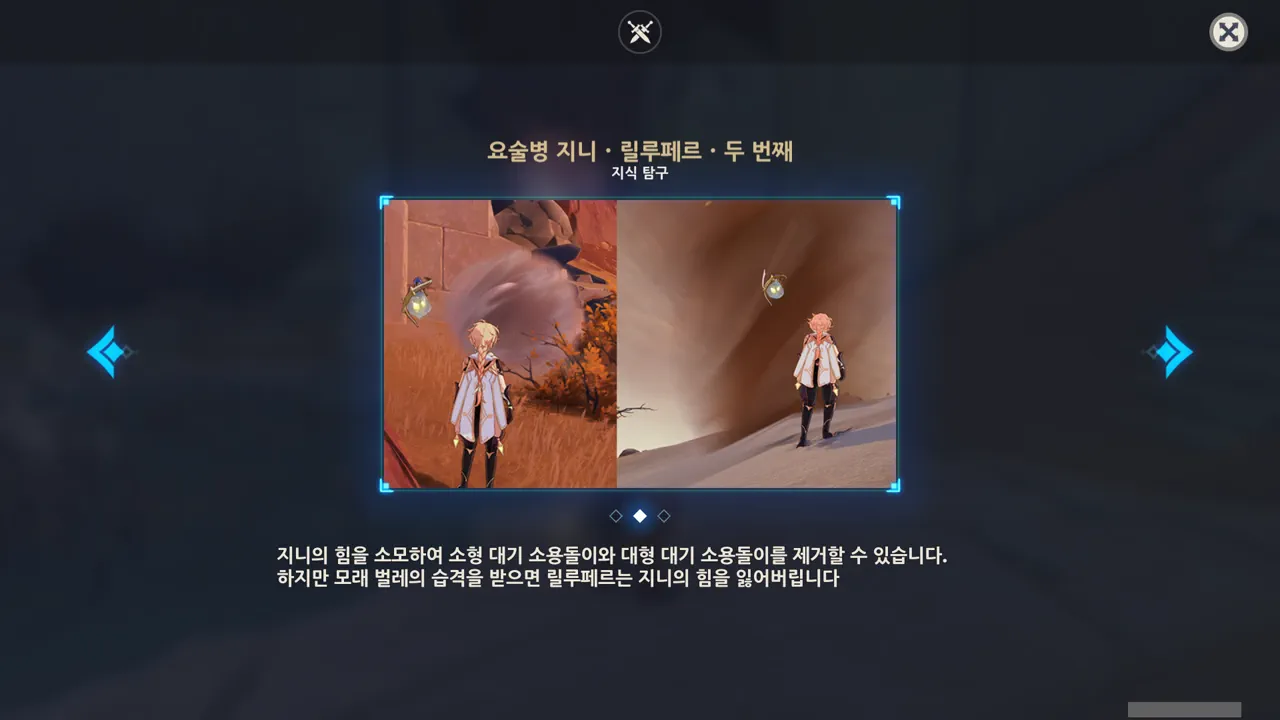 요술병 지니 · 릴루페르 · 두 번째
지식 탐구
지니의 힘을 소모하여 소형 대기 소용돌이와 대형 대기 소용돌이를 제거할 수 있습니다.
하지만 모래 벌레의 습격을 받으면 릴루페르는 지니의 힘을 잃어버립니다